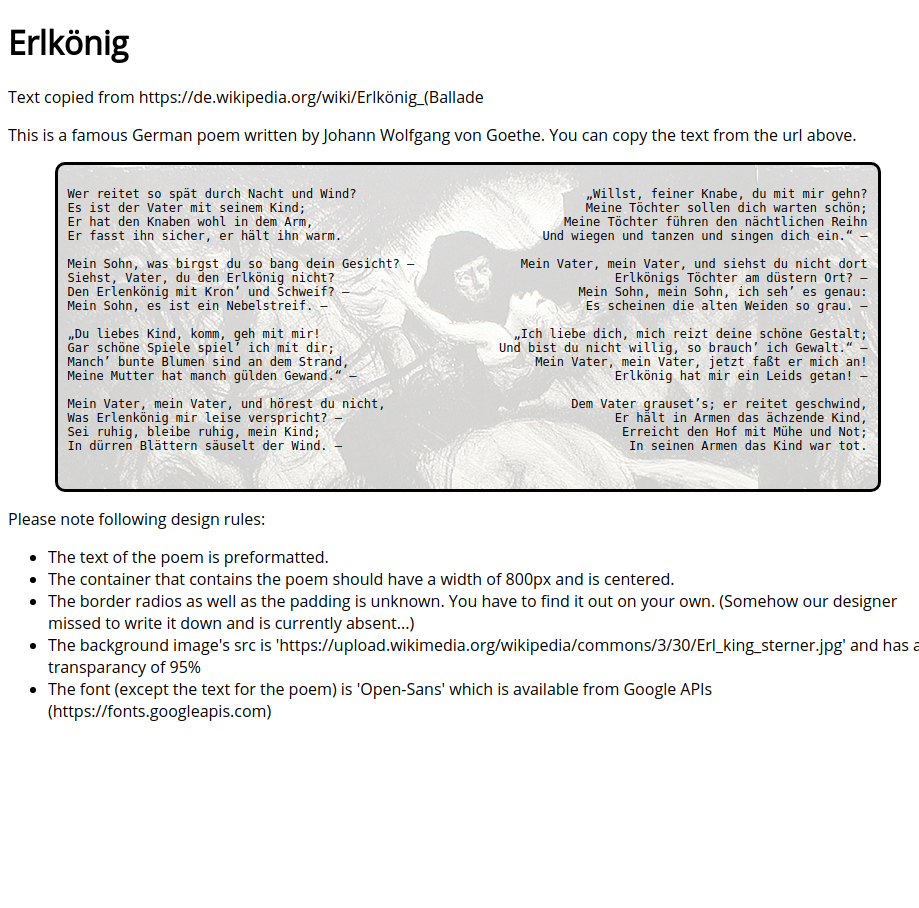 Erlkönig
Text copied from https://de.wikipedia.org/wiki/Erlkönig_(Ballade
This is a famous German poem written by Johann Wolfgang von Goethe. You can copy the text from the url above.
Wer reitet so spät durch Nacht und Wind?
Es ist der Vater mit seinem Kind;
Er hat den Knaben wohl in dem Arm,
Er fasst ihn sicher, er hält ihn warm.
Mein Sohn, was birgst du so bang dein Gesicht? –
Siehst, Vater, du den Erlkönig nicht?
Den Erlenkönig mit Kron’ und Schweif? –
Mein Sohn, es ist ein Nebelstreif. –
„Du liebes Kind, komm, geh mit mir!
Gar schöne Spiele spiel’ ich mit dir;
Manch’ bunte Blumen sind an dem Strand,
Meine Mutter hat manch gülden Gewand.“ –
Mein Vater, mein Vater, und hörest du nicht,
Was Erlenkönig mir leise verspricht? –
Sei ruhig, bleibe ruhig, mein Kind;
In dürren Blättern säuselt der Wind. –
„Willst, feiner Knabe, du mit mir gehn?
Meine Töchter sollen dich warten schön;
Meine Töchter führen den nächtlichen Reihn
Und wiegen und tanzen und singen dich ein.“ –
Mein Vater, mein Vater, und siehst du nicht dort
Erlkönigs Töchter am düstern Ort? –
Mein Sohn, mein Sohn, ich seh’ es genau:
Es scheinen die alten Weiden so grau. –
„Ich liebe dich, mich reizt deine schöne Gestalt;
Und bist du nicht willig, so brauch’ ich Gewalt.“ –
Mein Vater, mein Vater, jetzt faßt er mich an!
Erlkönig hat mir ein Leids getan! –
Dem Vater grauset’s; er reitet geschwind,
Er hält in Armen das ächzende Kind,
Erreicht den Hof mit Mühe und Not;
In seinen Armen das Kind war tot.
Please note following design rules:
• The text of the poem is preformatted.
• The container that contains the poem should have a width of 800px and is centered.
• The border radios as well as the padding is unknown. You have to find it out on your own. (Somehow our designer
missed to write it down and is currently absent...)
• The background image's src is 'https://upload.wikimedia.org/wikipedia/commons/3/30/Erl_king_sterner.jpg' and has a
transparancy of 95%
• The font (except the text for the poem) is 'Open-Sans' which is available from Google APIs
(https://fonts.googleapis.com)